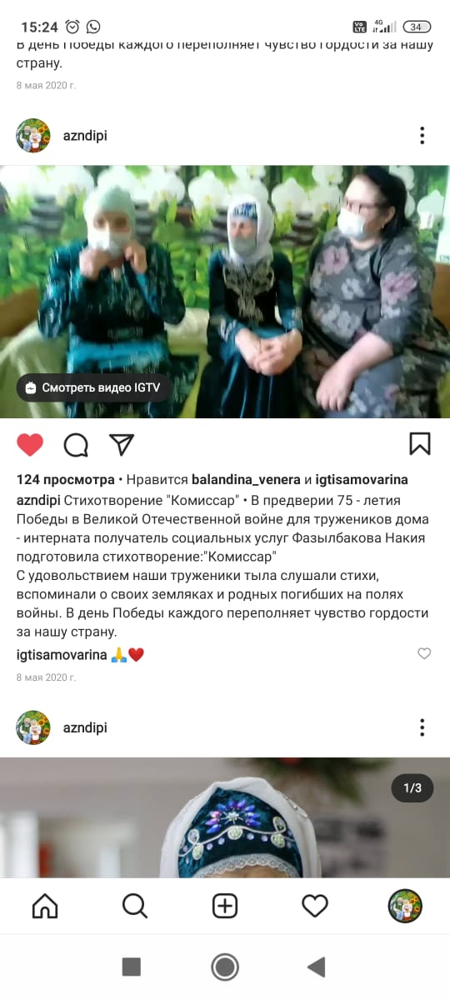 15:24
Vo
LTE
4G
34
В день Победы каждого переполняет чувство гордости за нашу
страну.
8 мая 2020 г.
azndipi
Смотреть видео IGTV
124 просмотра • Нравится balandina_venera и igtisamovarina
azndipi Стихотворение "Комиссар" • В предверии 75 - летия
Победы в Великой Отечественной войне для тружеников дома
- интерната получатель социальных услуг Фазылбакова Накия
подготовила стихотворение:"Комиссар"
С удовольствием наши труженики тыла слушали стихи,
вспоминали о своих земляках и родных погибших на полях
войны. В День Победы каждого переполняет чувство гордости
за нашу страну.
igtisamovarina 🙏❤️
8 мая 2020 г.
azndipi
1/3